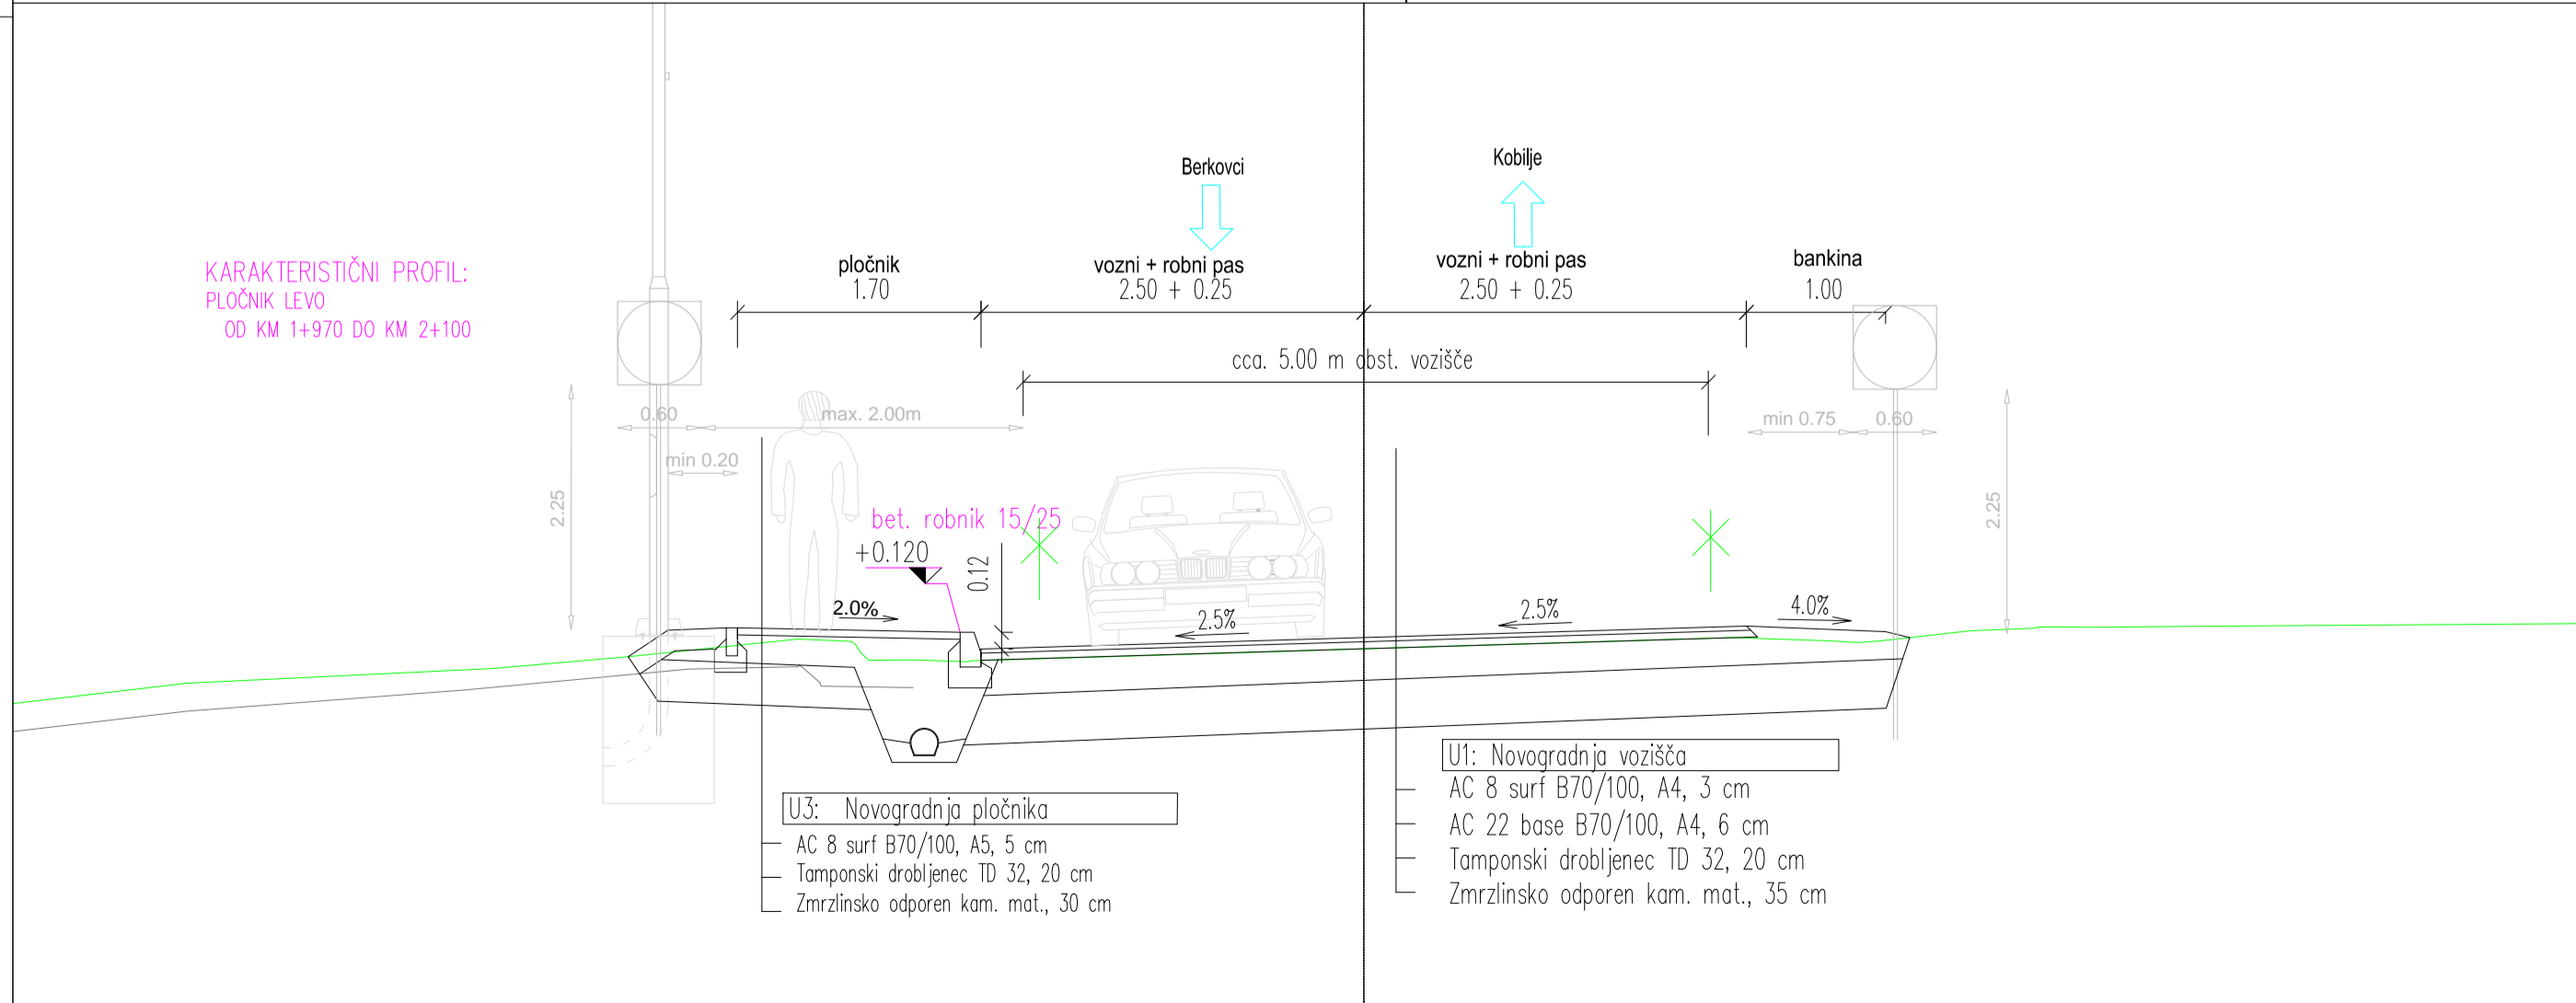 KARAKTERISTIČNI PROFIL:
PLOČNIK LEVO
OD KM 1+970 DO KM 2+100
Berkovci
Kobilje
pločnik
1.70
vozni + robni pas
2.50 + 0.25
vozni + robni pas
2.50 + 0.25
bankina
1.00
cca. 5.00 m obst. vozišče
0.60
max. 2.00m
min 0.75
0.60
min 0.20
2.25
2.25
bet. robnik 15/25
+0.120
0.12
2.0%
2.5%
2.5%
4.0%
U3: Novogradnja pločnika
AC 8 surf B70/100, A5, 5 cm
Tamponski drobljenec TD 32, 20 cm
Zmrzlinsko odporen kam. mat., 30 cm
U1: Novogradnja vozišča
AC 8 surf B70/100, A4, 3 cm
AC 22 base B70/100, A4, 6 cm
Tamponski drobljenec TD 32, 20 cm
Zmrzlinsko odporen kam. mat., 35 cm